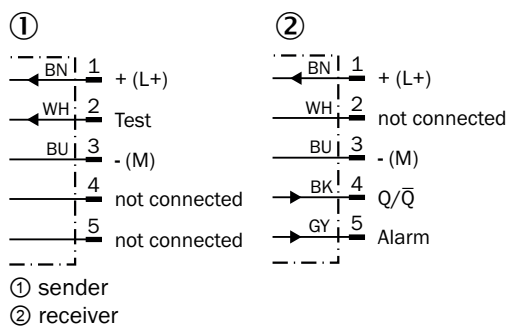 ①
BN 1 + (L+)
WH 2 Test
BU 3 - (M)
4 not connected
5 not connected
②
BN 1 + (L+)
WH 2 not connected
BU 3 - (M)
BK 4 Q/Q̅
GY 5 Alarm
① sender
② receiver